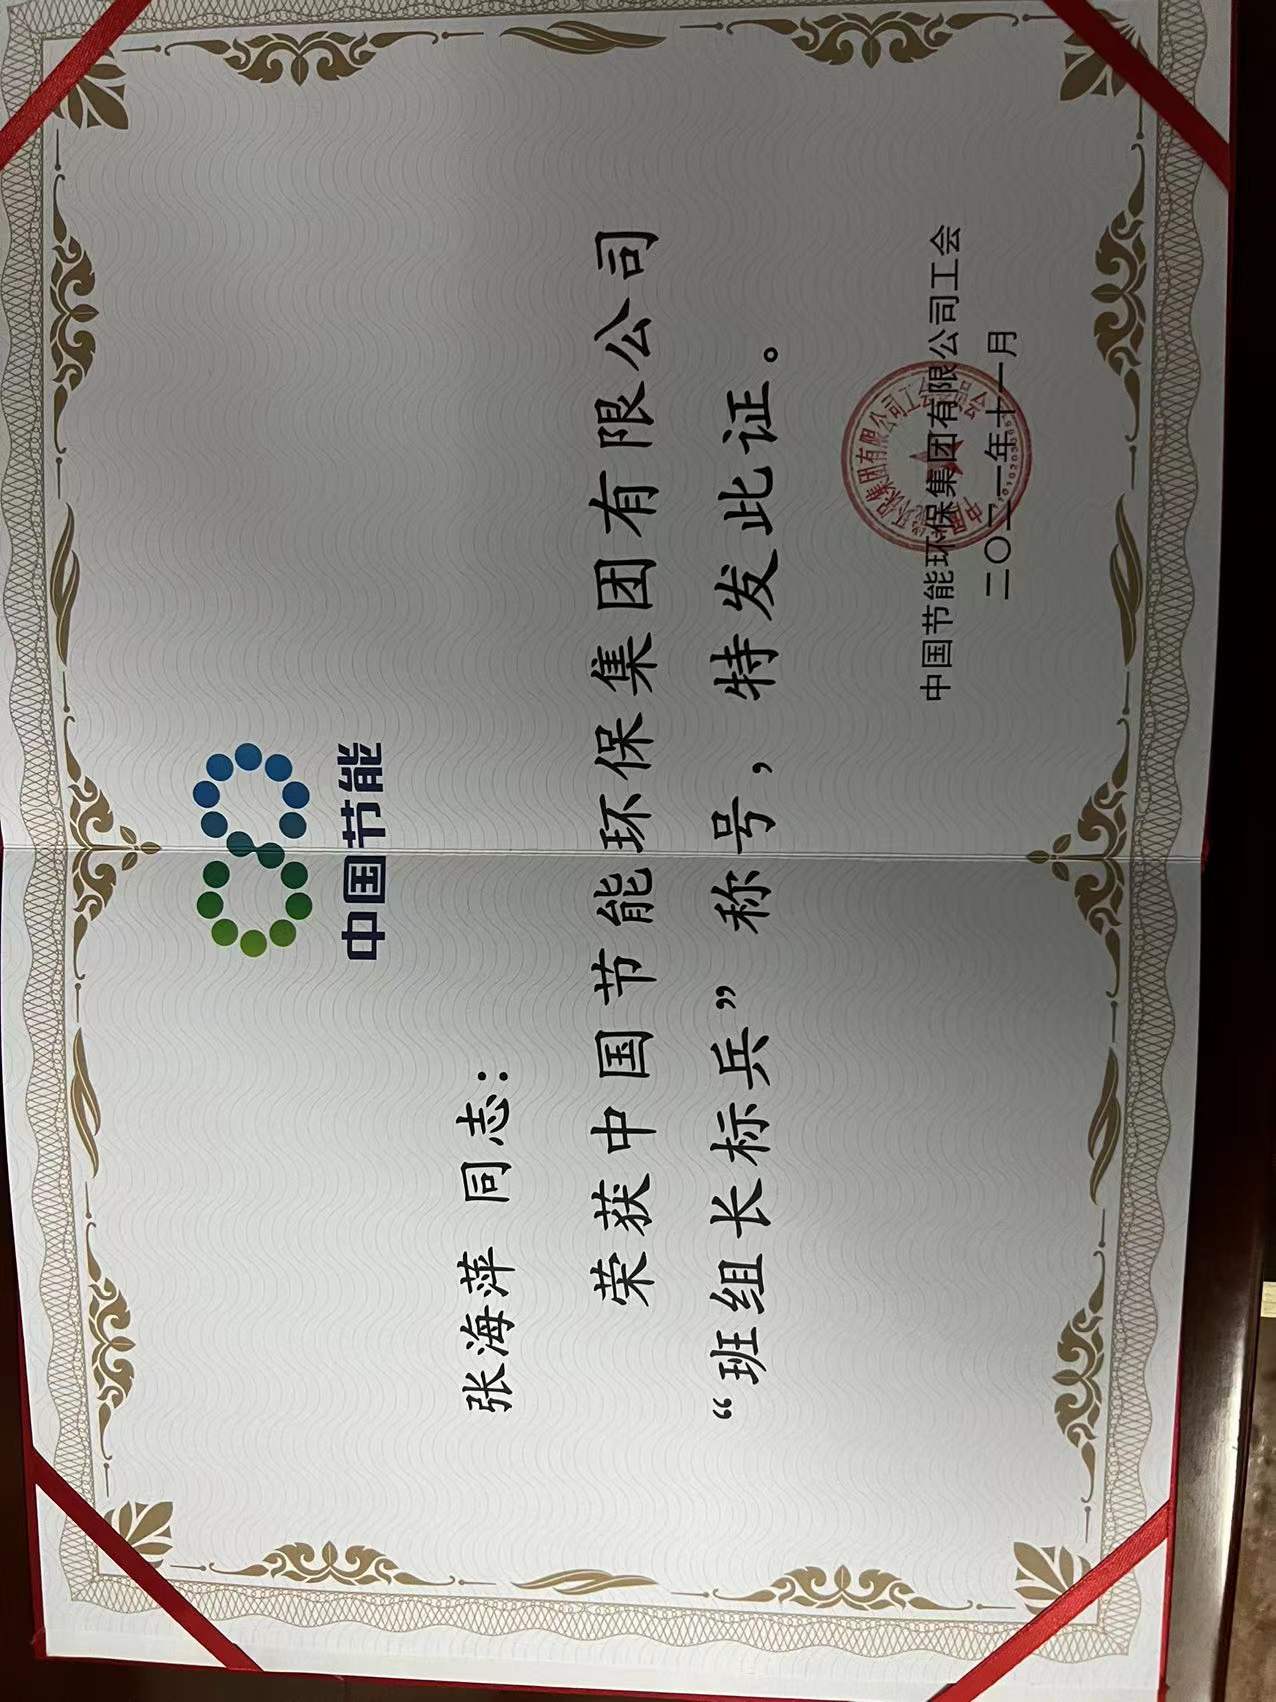 中国节能
张海萍 同志：
荣获中国节能环保集团有限公司
“班组长标兵”称号，特发此证。
中国节能环保集团有限公司工会
二〇二一年十一月